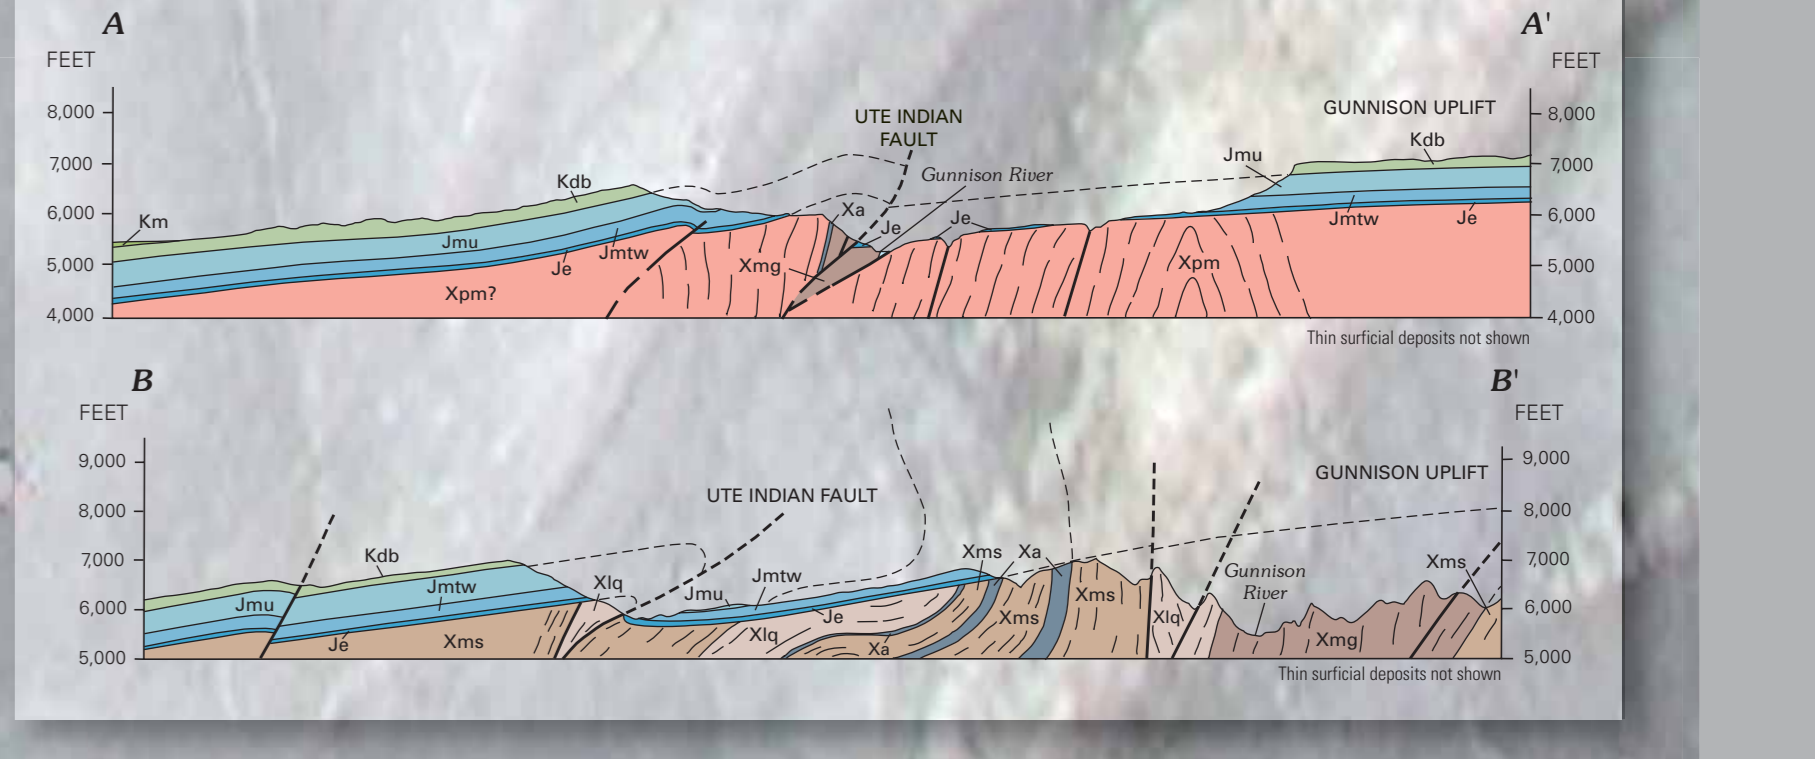 A A'
FEET FEET
GUNNISON UPLIFT
8,000 8,000
UTE INDIAN
FAULT
Kdb
Jmu
7,000 7,000
Gunnison River
Kdb
6,000 6,000
Km Xa Je Je Jmtw Je
Jmu Jmtw
5,000 5,000
Je Xmg Xpm
Xpm?
4,000 4,000
Thin surficial deposits not shown
B B'
FEET FEET
9,000 9,000
GUNNISON UPLIFT
UTE INDIAN FAULT
8,000 8,000
7,000 7,000
Kdb Xms Xa Xms
Jmtw Xlq Jmtw Gunnison
River
Jmu Jmu Xms
6,000 6,000
Je Xms Xlq Je Xms Xlq Xmg
Xa
5,000 5,000
Thin surficial deposits not shown